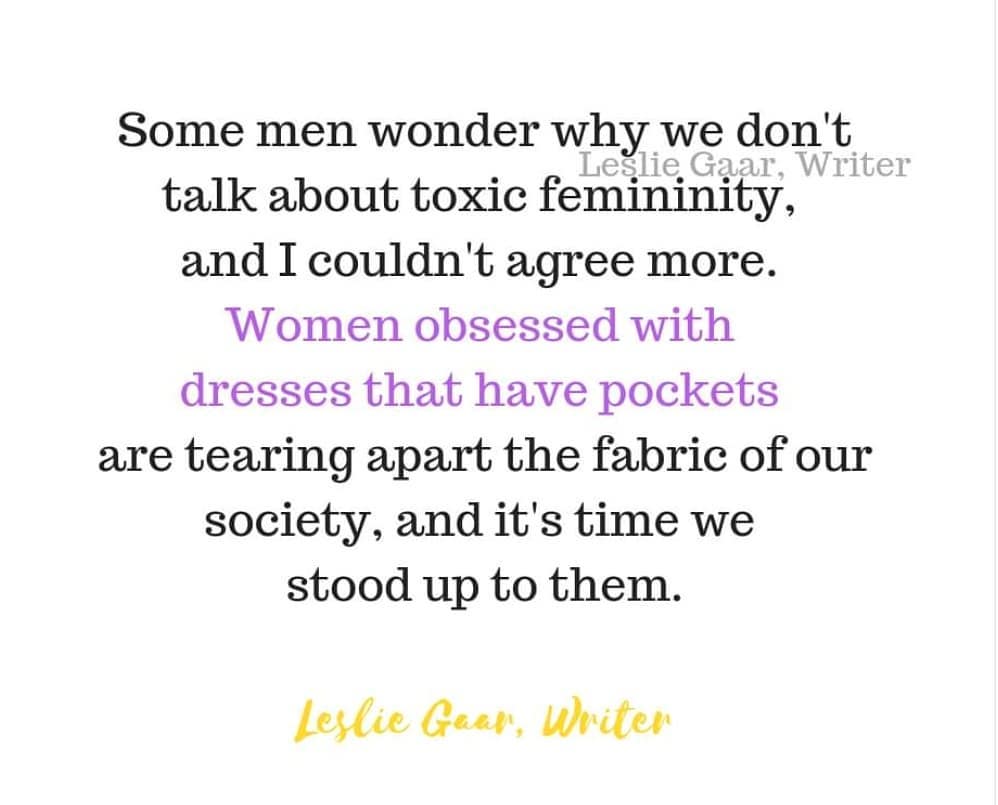 Some men wonder why we don't
Leslie Gaar, Writer
talk about toxic femininity,
and I couldn't agree more.
Women obsessed with
dresses that have pockets
are tearing apart the fabric of our
society, and it's time we
stood up to them.
Leslie Gaar, Writer